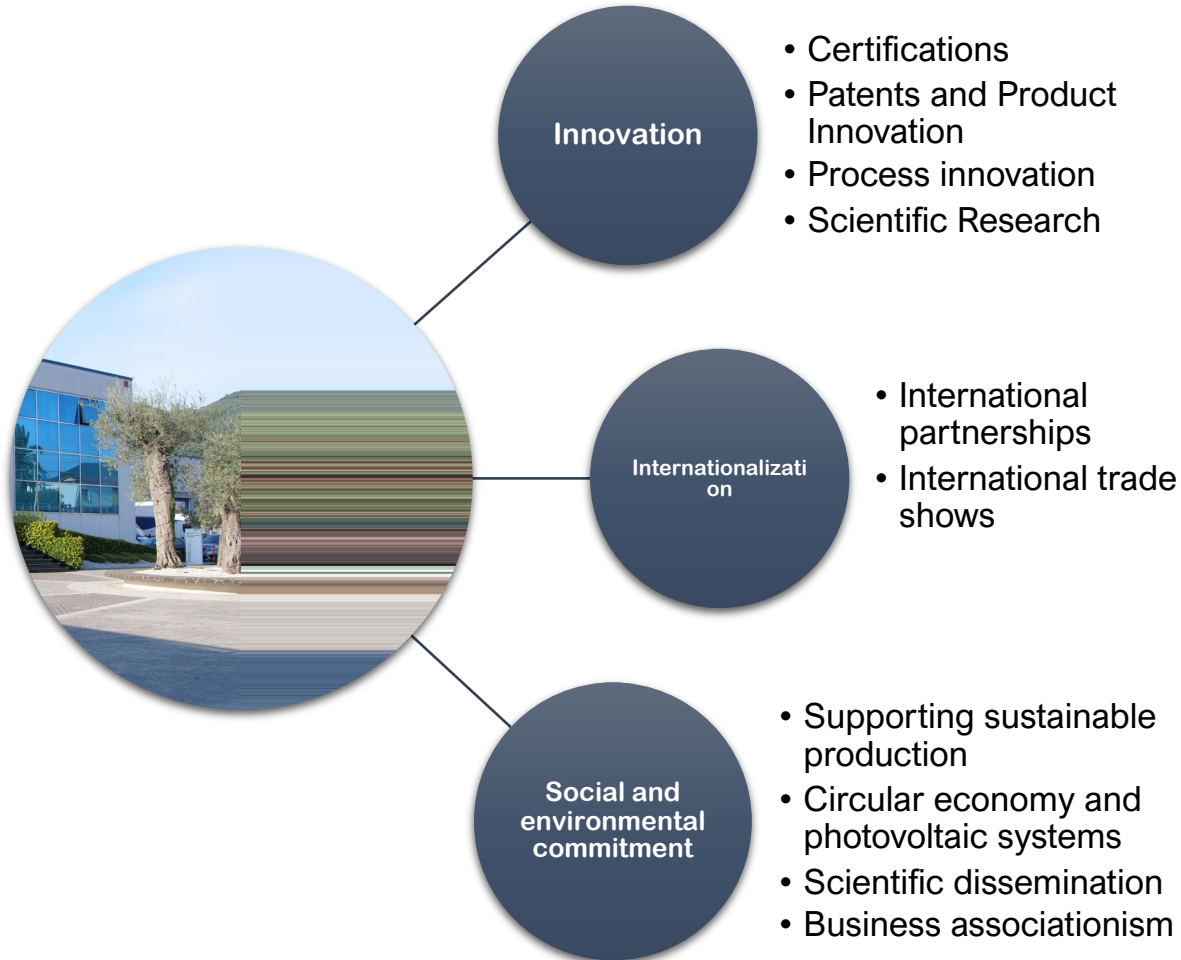 Innovation
• Certifications
• Patents and Product
Innovation
• Process innovation
• Scientific Research
Internationalizati
on
• International
partnerships
• International trade
shows
Social and
environmental
commitment
• Supporting sustainable
production
• Circular economy and
photovoltaic systems
• Scientific dissemination
• Business associationism